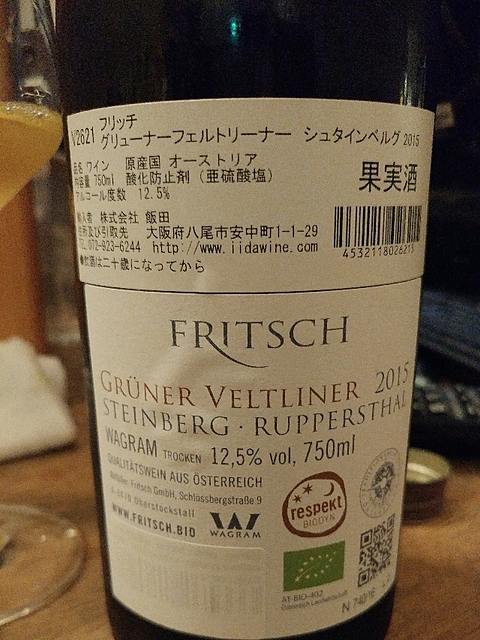 V2621 フリッチ
グリューナーフェルトリーナー シュタインベルグ 2015
品名 ワイン 原産国 オーストリア
内容量 750ml 酸化防止剤 (亜硫酸塩)
アルコール度数 12.5%
果実酒
輸入者 株式会社 飯田
住所及び引取先 大阪府八尾市安中町1-1-29
TEL 072-923-6244 http://www.iidawine.com
●飲酒は二十歳になってから
4532118026215
FRITSCH
GRÜNER VELTLINER 2015
STEINBERG · RUPPERSTHAL
WAGRAM TROCKEN 12,5% vol, 750ml
QUALITÄTSWEIN AUS ÖSTERREICH
Abfüller: Fritsch GmbH, Schlossbergstraße 9
A-3470 Oberstockstall
WWW.FRITSCH.BIO
WAGRAM
respekt
BIODYN
AT-BIO-402
Österreich Landwirtschaft